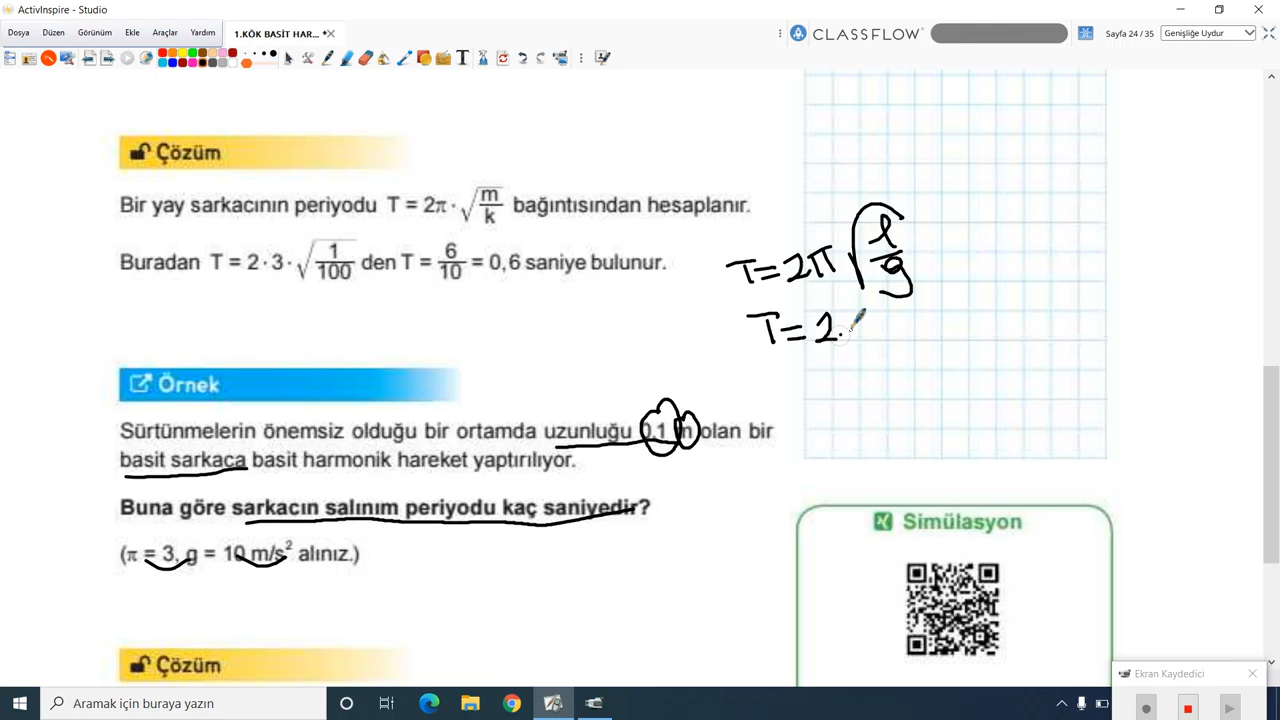 ActivInspire - Studio
Dosya Düzen Görünüm Ekle Araçlar Yardım
1.KÖK BASİT HAR... *
CLASSFLOW
Sayfa 24 / 35
Genişliğe Uydur
Çözüm
Bir yay sarkacının periyodu T = 2π · √(m/k) bağıntısından hesaplanır.
Buradan T = 2 · 3 · √(1/100) den T = 6/10 = 0,6 saniye bulunur.
T = 2π √(l/g)
T = 2.
Örnek
Sürtünmelerin önemsiz olduğu bir ortamda uzunluğu 0,1 m olan bir
basit sarkaca basit harmonik hareket yaptırılıyor.
Buna göre sarkacın salınım periyodu kaç saniyedir?
(π = 3, g = 10 m/s² alınız.)
Simülasyon
Çözüm
Ekran Kaydedici
Aramak için buraya yazın